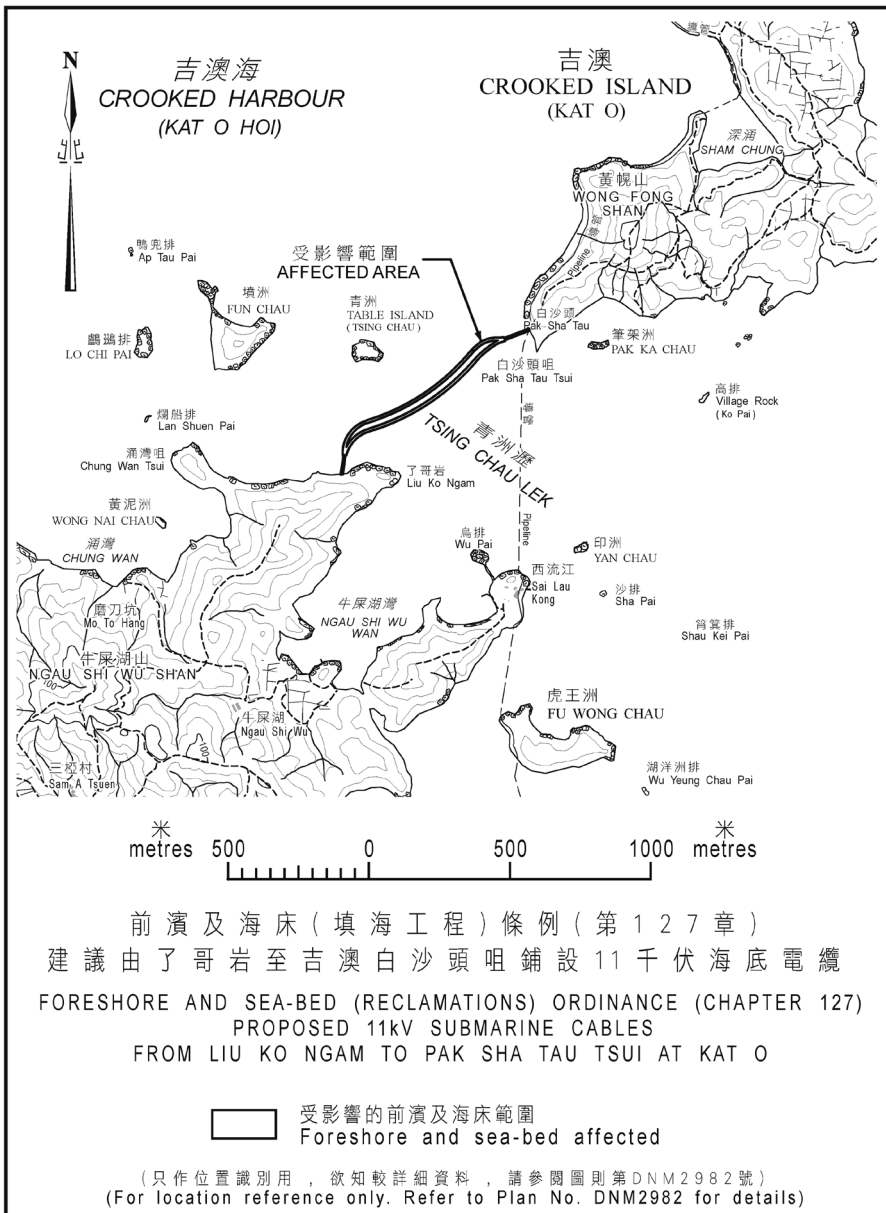 N
吉澳海
CROOKED HARBOUR
(KAT O HOI)
吉澳
CROOKED ISLAND
(KAT O)
導管
深涌
SHAM CHUNG
黃幌山
WONG FONG
SHAN
導管
Pipeline
鴨兜排
Ap Tau Pai
受影響範圍
AFFECTED AREA
墳洲
FUN CHAU
青洲
TABLE ISLAND
(TSING CHAU)
白沙頭
Pak Sha Tau
筆架洲
PAK KA CHAU
LO CHI PAI
白沙頭咀
Pak Sha Tau Tsui
高排
Village Rock
(Ko Pai)
爛船排
Lan Shuen Pai
導管
青洲瀝
TSING CHAU LEK
涌灣咀
Chung Wan Tsui
了哥岩
Liu Ko Ngam
黃泥洲
WONG NAI CHAU
Pipeline
烏排
Wu Pai
印洲
YAN CHAU
涌灣
CHUNG WAN
西流江
Sai Lau
Kong
沙排
Sha Pai
磨刀坑
Mo To Hang
牛屎湖灣
NGAU SHI WU
WAN
筲箕排
Shau Kei Pai
牛屎湖山
NGAU SHI WU SHAN
100
虎王洲
FU WONG CHAU
牛屎湖
Ngau Shi Wu
100
三椏村
Sam A Tsuen
湖洋洲排
Wu Yeung Chau Pai
米
metres 500 0 500 1000 米
metres
前濱及海床(填海工程)條例(第127章)
建議由了哥岩至吉澳白沙頭咀鋪設11千伏海底電纜
FORESHORE AND SEA-BED (RECLAMATIONS) ORDINANCE (CHAPTER 127)
PROPOSED 11kV SUBMARINE CABLES
FROM LIU KO NGAM TO PAK SHA TAU TSUI AT KAT O
受影響的前濱及海床範圍
Foreshore and sea-bed affected
(只作位置識別用 , 欲知較詳細資料 , 請參閱圖則第DNM2982號)
(For location reference only. Refer to Plan No. DNM2982 for details)